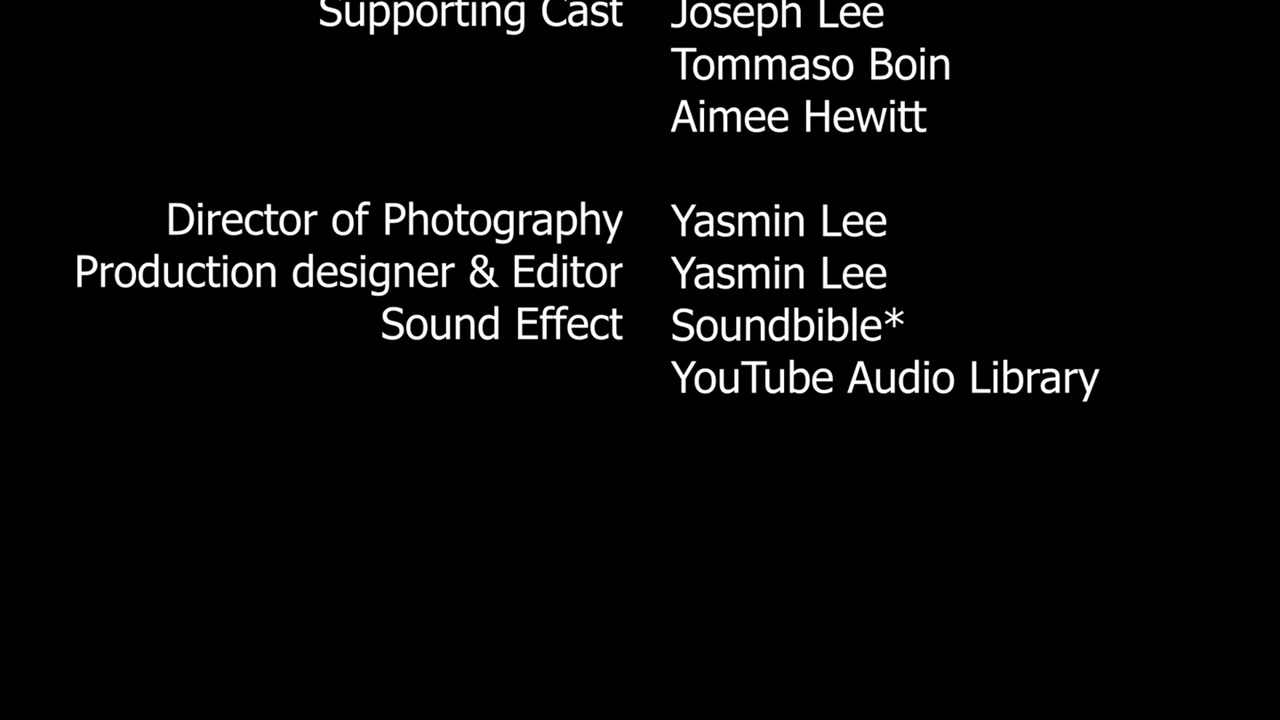 Supporting Cast Joseph Lee
Tommaso Boin
Aimee Hewitt
Director of Photography Yasmin Lee
Production designer & Editor Yasmin Lee
Sound Effect Soundbible*
YouTube Audio Library